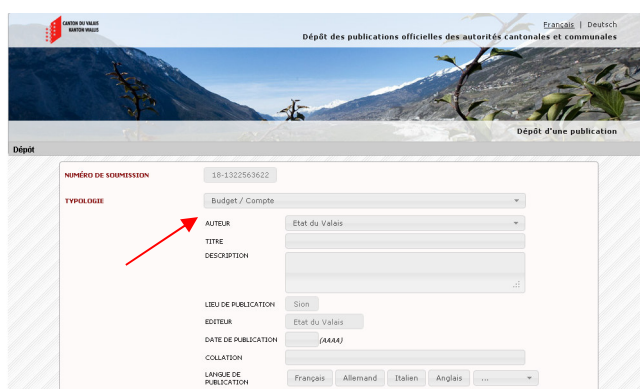 CANTON DU VALAIS
KANTON WALLIS
Français | Deutsch
Dépôt des publications officielles des autorités cantonales et communales
Dépôt d'une publication
Dépôt
NUMÉRO DE SOUMISSION 18-1322563622
TYPOLOGIE Budget / Compte
AUTEUR Etat du Valais
TITRE
DESCRIPTION
LIEU DE PUBLICATION Sion
EDITEUR Etat du Valais
DATE DE PUBLICATION (AAAA)
COLLATION
LANGUE DE
PUBLICATION Français Allemand Italien Anglais ...